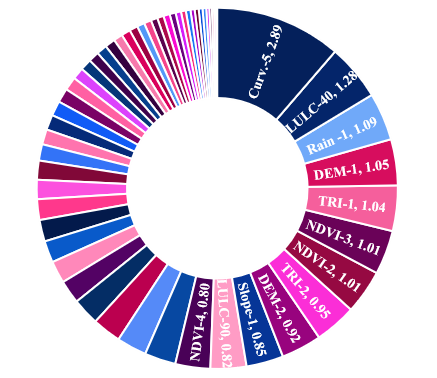 Curv.-5, 2.89
LULC-40, 1.28
Rain -1, 1.09
DEM-1, 1.05
TRI-1, 1.04
NDVI-3, 1.01
NDVI-2, 1.01
TRI-2, 0.95
DEM-2, 0.92
Slope-1, 0.85
LULC-90, 0.82
NDVI-4, 0.80